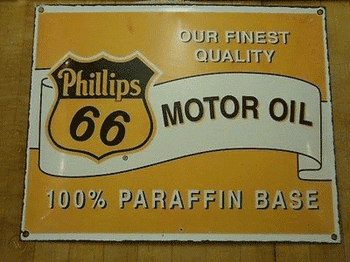 OUR FINEST
QUALITY
Phillips
66
®
MOTOR OIL
100% PARAFFIN BASE